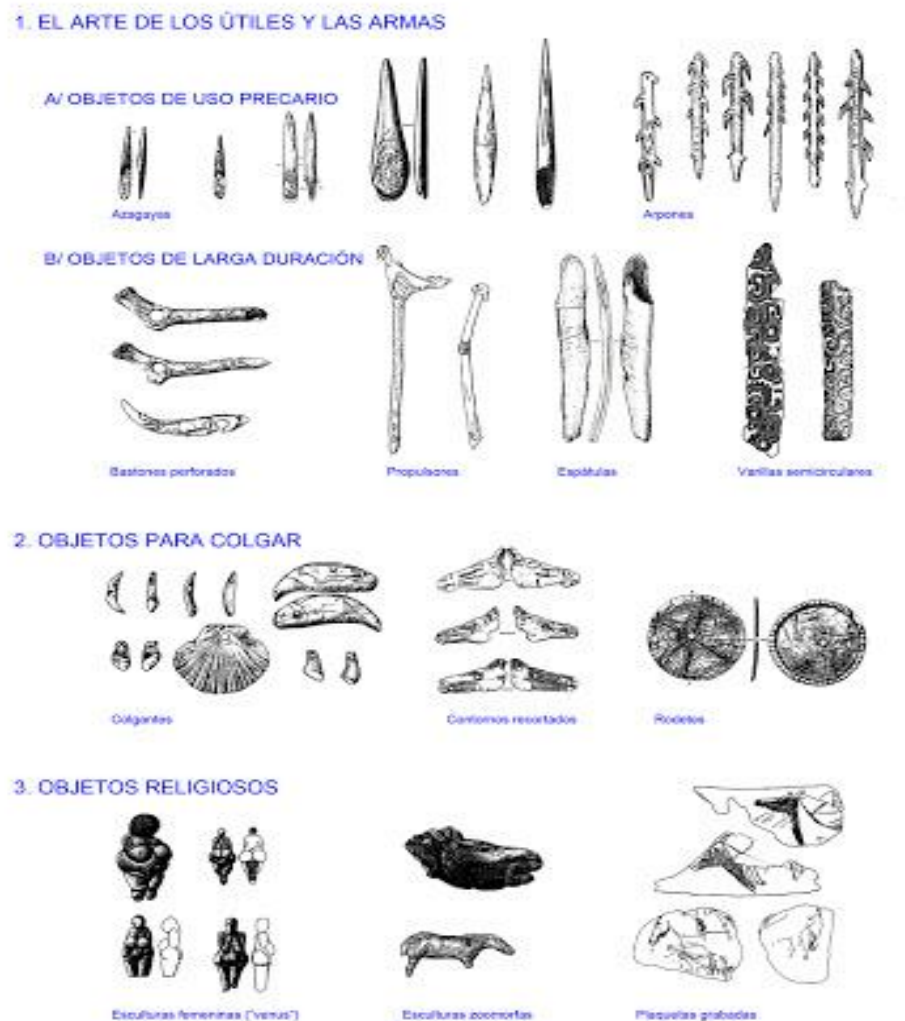 1. EL ARTE DE LOS ÚTILES Y LAS ARMAS
A/ OBJETOS DE USO PRECARIO
Azagayas
Arpones
B/ OBJETOS DE LARGA DURACIÓN
Bastones perforados
Propulsores
Espátulas
Varillas semicirculares
2. OBJETOS PARA COLGAR
Colgantes
Contornos recortados
Rodetes
3. OBJETOS RELIGIOSOS
Esculturas femeninas ("venus")
Esculturas zoomorfas
Plaquetas grabadas